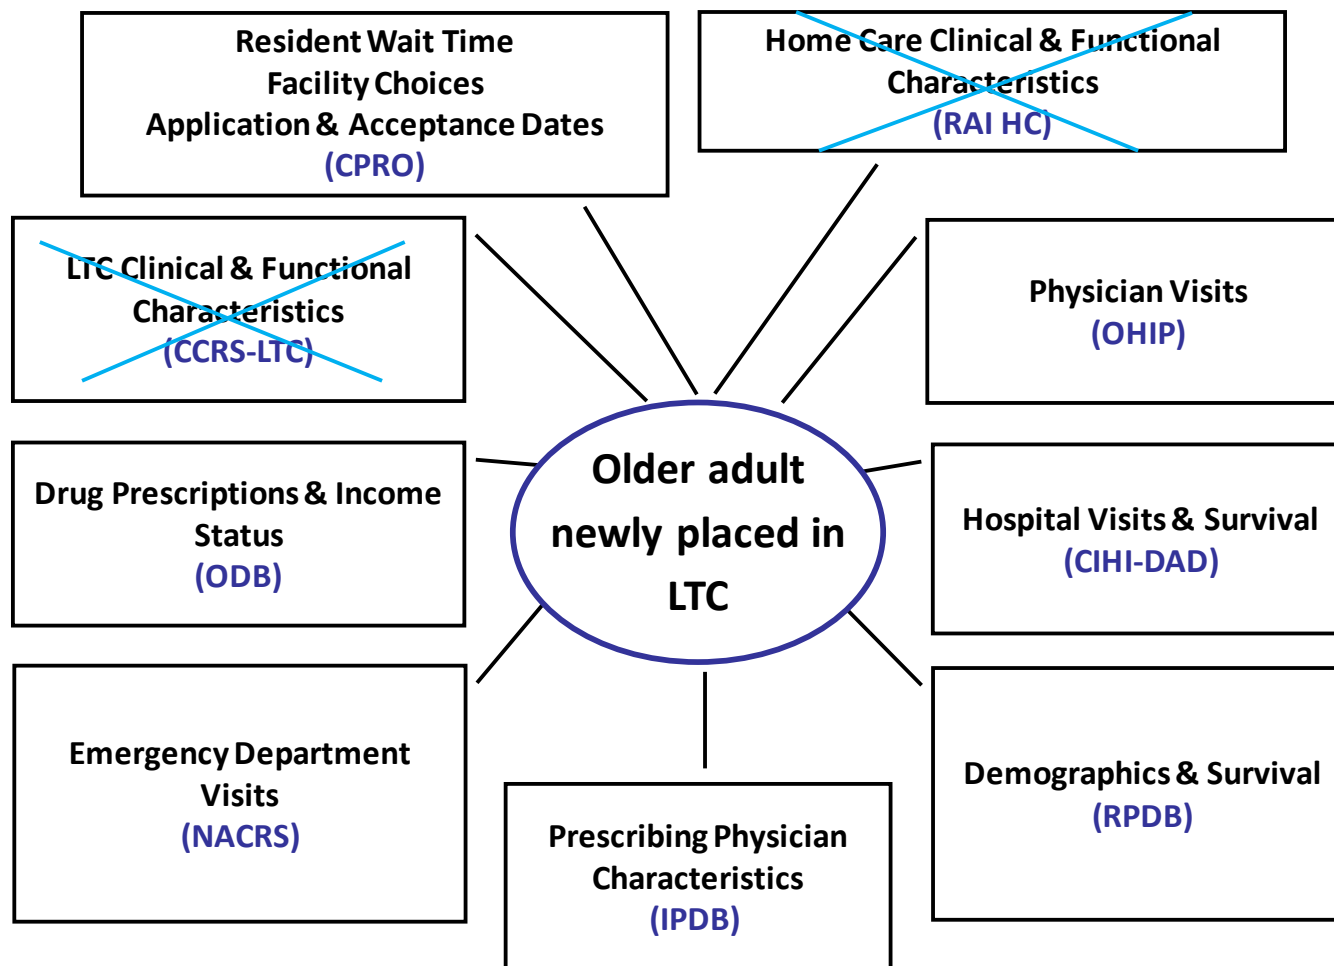 Resident Wait Time
Facility Choices
Application & Acceptance Dates
(CPRO)
Home Care Clinical & Functional
Characteristics
(RAI HC)
LTC Clinical & Functional
Characteristics
(CCRS-LTC)
Physician Visits
(OHIP)
Drug Prescriptions & Income
Status
(ODB)
Older adult
newly placed in
LTC
Hospital Visits & Survival
(CIHI-DAD)
Emergency Department
Visits
(NACRS)
Prescribing Physician
Characteristics
(IPDB)
Demographics & Survival
(RPDB)